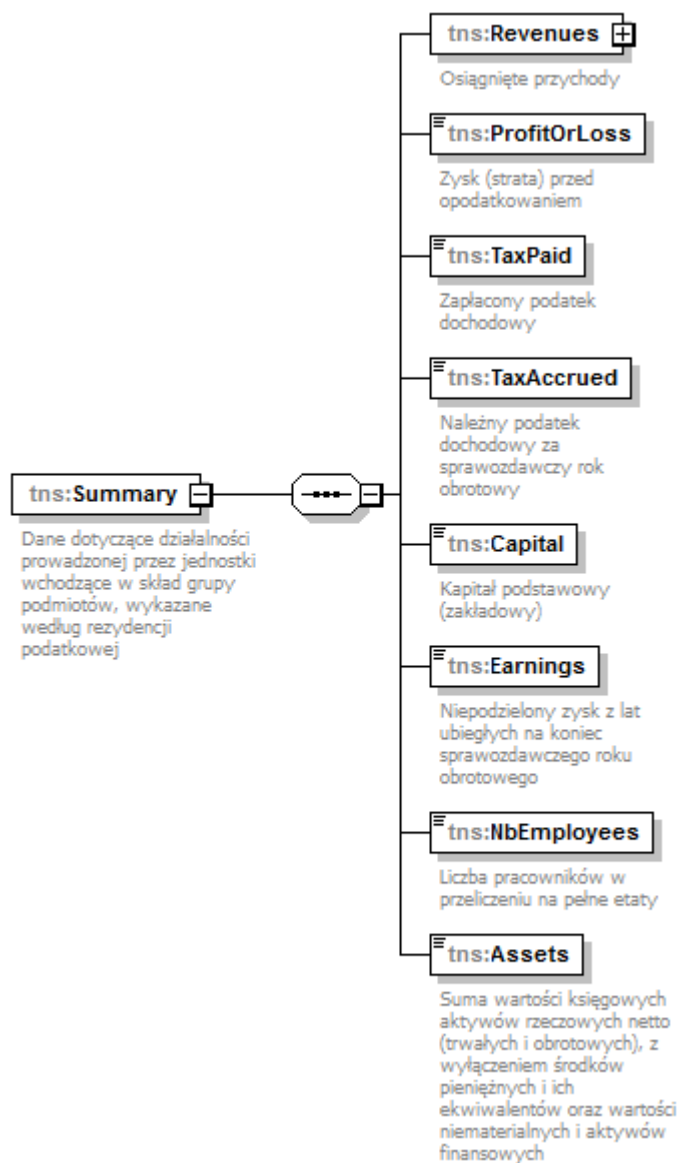 tns:Summary
Dane dotyczące działalności
prowadzonej przez jednostki
wchodzące w skład grupy
podmiotów, wykazane
według rezydencji
podatkowej
tns:Revenues
Osiągnięte przychody
tns:ProfitOrLoss
Zysk (strata) przed
opodatkowaniem
tns:TaxPaid
Zapłacony podatek
dochodowy
tns:TaxAccrued
Należny podatek
dochodowy za
sprawozdawczy rok
obrotowy
tns:Capital
Kapitał podstawowy
(zakładowy)
tns:Earnings
Niepodzielony zysk z lat
ubiegłych na koniec
sprawozdawczego roku
obrotowego
tns:NbEmployees
Liczba pracowników w
przeliczeniu na pełne etaty
tns:Assets
Suma wartości księgowych
aktywów rzeczowych netto
(trwałych i obrotowych), z
wyłączeniem środków
pieniężnych i ich
ekwiwalentów oraz wartości
niematerialnych i aktywów
finansowych